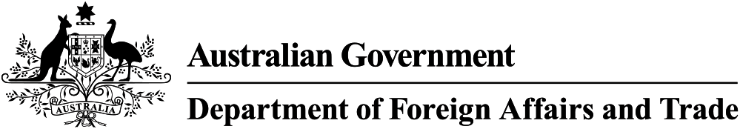 Australian Government
Department of Foreign Affairs and Trade
AUSTRALIA